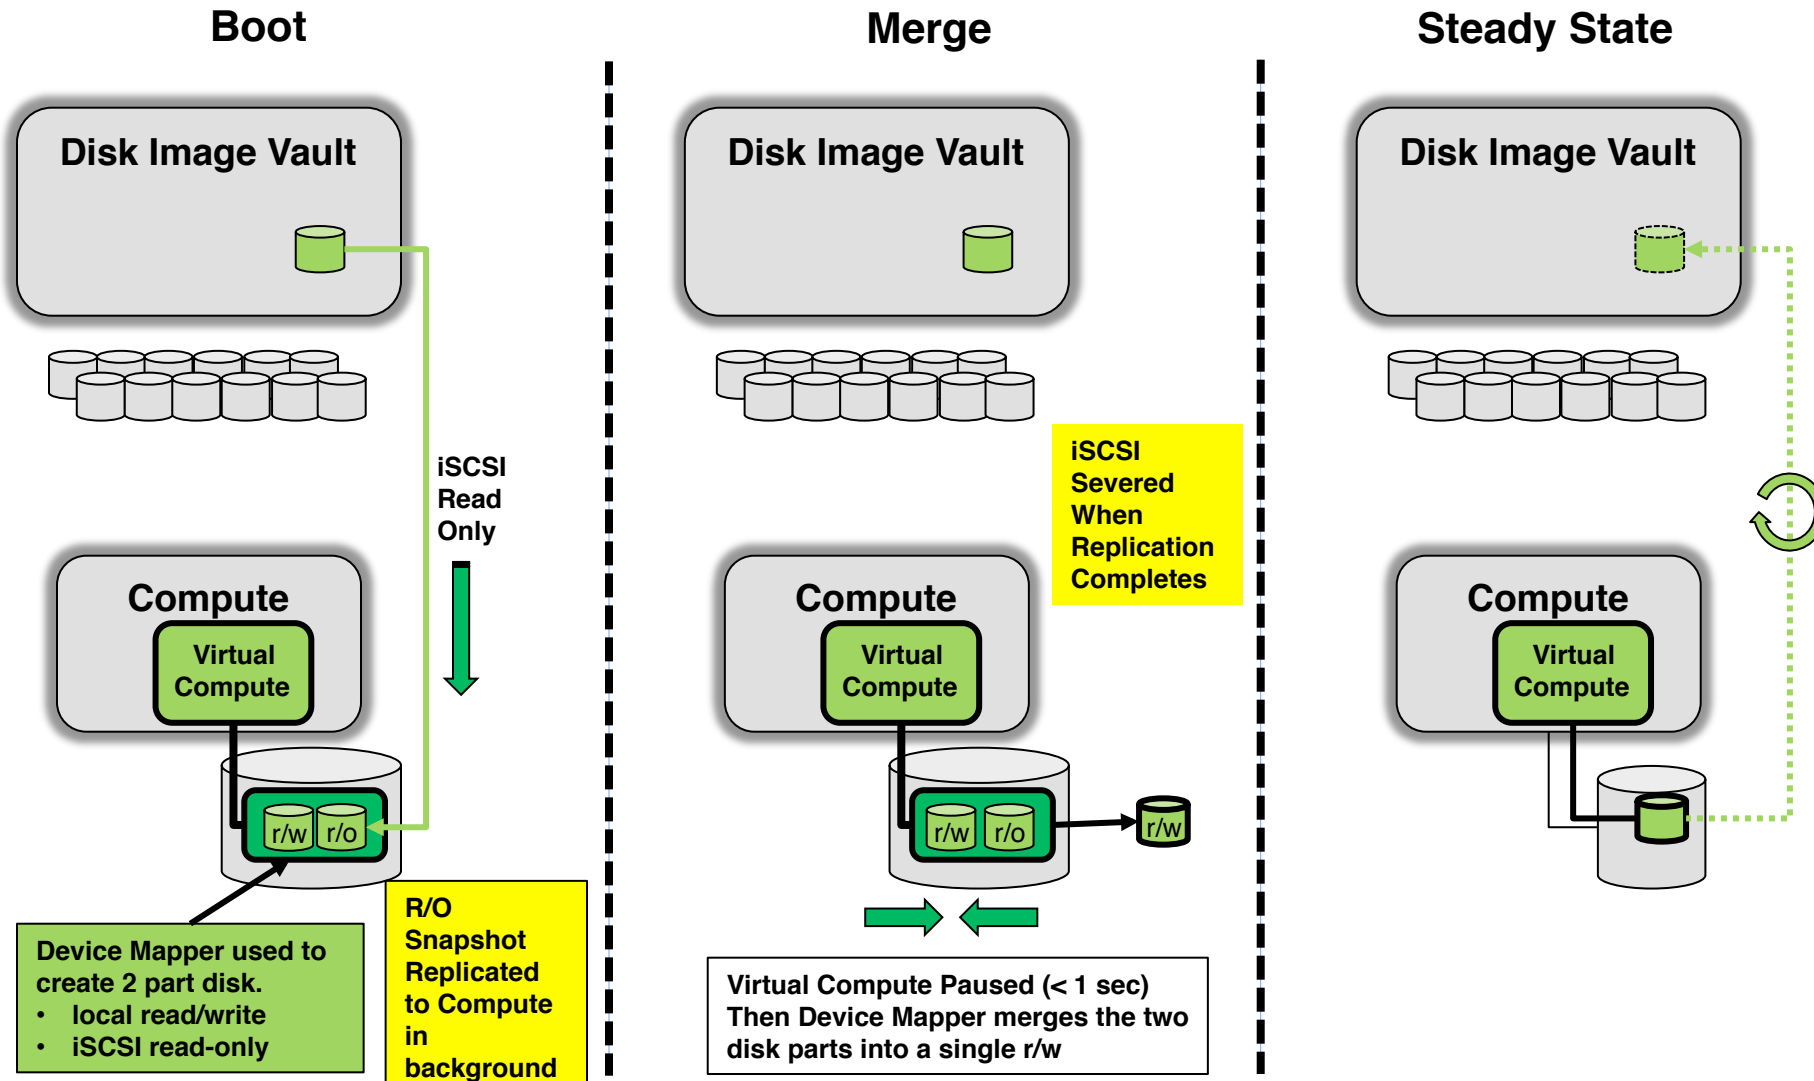 Boot
Disk Image Vault
iSCSI
Read
Only
Compute
Virtual
Compute
r/w
r/o
Device Mapper used to
create 2 part disk.
• local read/write
• iSCSI read-only
R/O
Snapshot
Replicated
to Compute
in
background
Merge
Disk Image Vault
iSCSI
Severed
When
Replication
Completes
Compute
Virtual
Compute
r/w
r/o
r/w
Virtual Compute Paused (< 1 sec)
Then Device Mapper merges the two
disk parts into a single r/w
Steady State
Disk Image Vault
Compute
Virtual
Compute